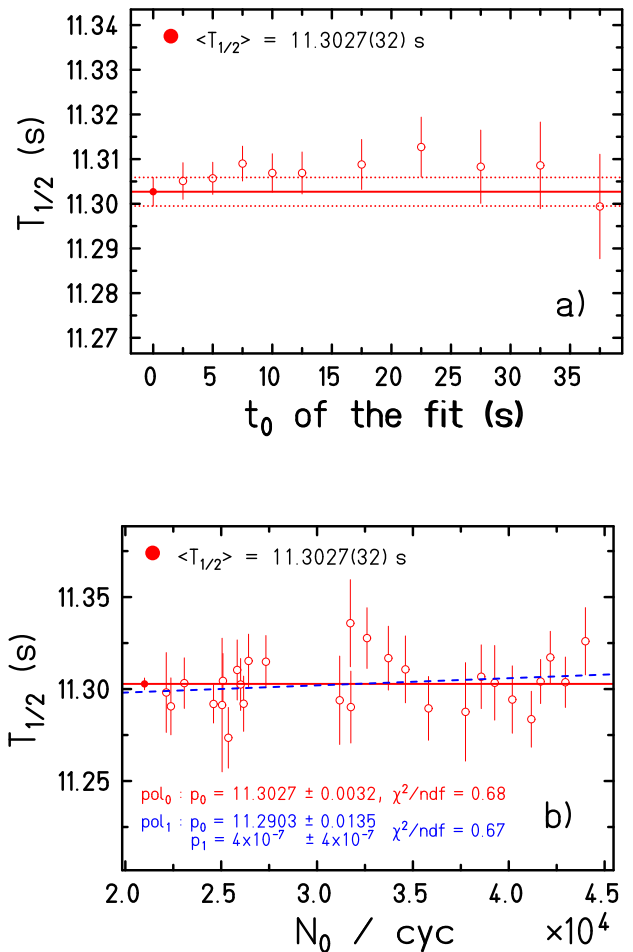 11.34
<T1/2> = 11.3027(32) s
11.33
11.32
11.31
11.30
11.29
11.28
11.27
T1/2 (s)
a)
0 5 10 15 20 25 30 35
t0 of the fit (s)
<T1/2> = 11.3027(32) s
11.35
11.30
11.25
T1/2 (s)
pol0 : p0 = 11.3027 ± 0.0032, χ²/ndf = 0.68
pol1 : p0 = 11.2903 ± 0.0135
p1 = 4x10⁻⁷ ± 4x10⁻⁷ χ²/ndf = 0.67
b)
2.0 2.5 3.0 3.5 4.0 4.5
N0 / cyc ×10⁴